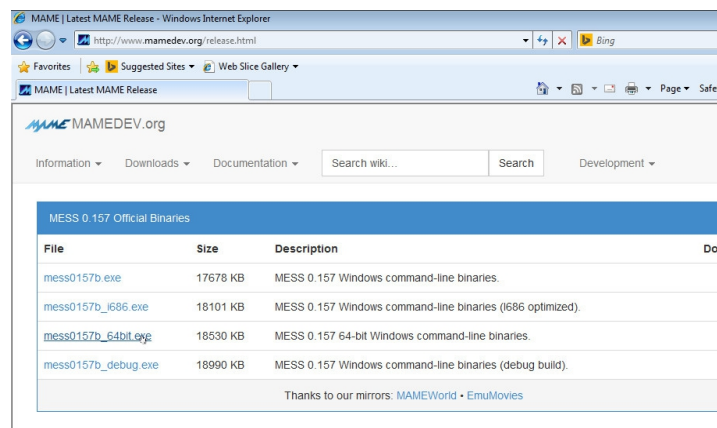 MAME | Latest MAME Release - Windows Internet Explorer
http://www.mamedev.org/release.html
Bing
Favorites Suggested Sites Web Slice Gallery
MAME | Latest MAME Release
Page Safe
MAME MAMEDEV.org
Information Downloads Documentation Search wiki... Search Development
MESS 0.157 Official Binaries
File Size Description Do
mess0157b.exe 17678 KB MESS 0.157 Windows command-line binaries.
mess0157b_i686.exe 18101 KB MESS 0.157 Windows command-line binaries (I686 optimized).
mess0157b_64bit.exe 18530 KB MESS 0.157 64-bit Windows command-line binaries.
mess0157b_debug.exe 18990 KB MESS 0.157 Windows command-line binaries (debug build).
Thanks to our mirrors: MAMEWorld • EmuMovies